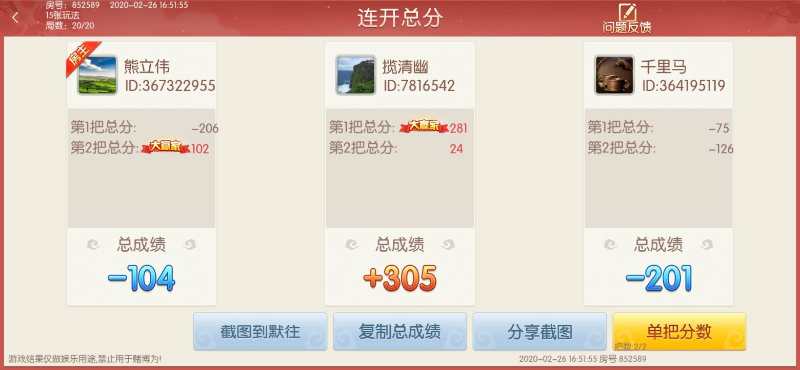 房号：852589 2020-02-26 16:51:55
15张玩法
局数：20/20
连开总分
问题反馈
房主
熊立伟
ID:367322955
第1把总分: -206
第2把总分: 大赢家 102
总成绩
-104
揽清幽
ID:7816542
第1把总分: 大赢家 281
第2把总分: 24
总成绩
+305
千里马
ID:364195119
第1把总分: -75
第2把总分: -126
总成绩
-201
截图到默往
复制总成绩
分享截图
单把分数
把数:2/2
游戏结果仅做娱乐用途,禁止用于赌博为!
2020-02-26 16:51:55 房号 852589